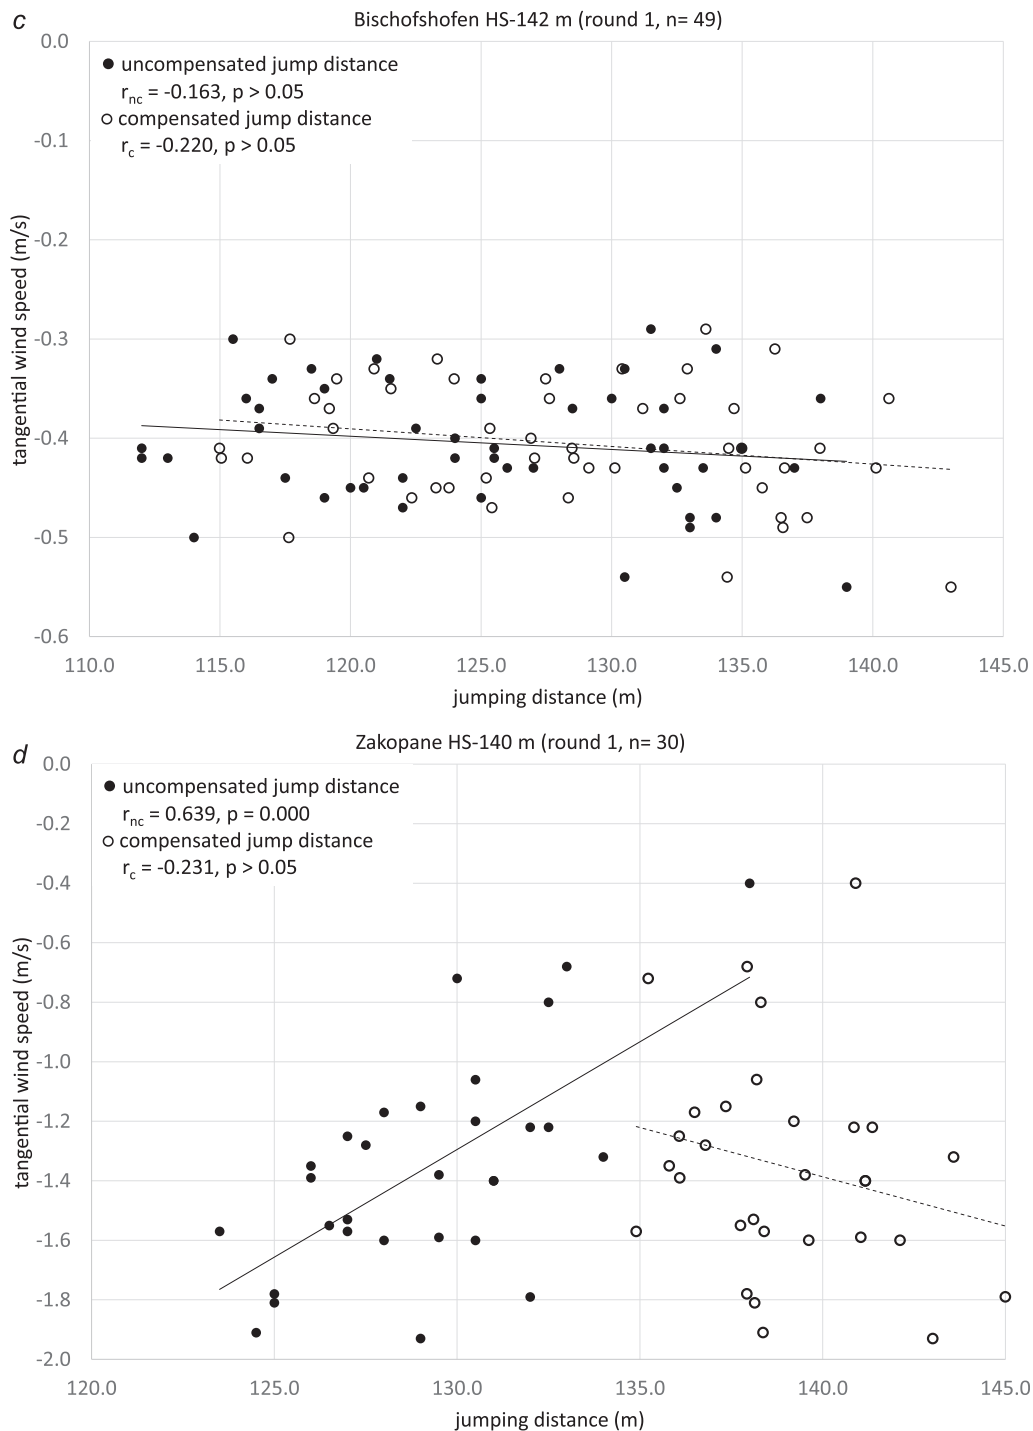 c
Bischofshofen HS-142 m (round 1, n= 49)
0.0
● uncompensated jump distance
rnc = -0.163, p > 0.05
○ compensated jump distance
rc = -0.220, p > 0.05
-0.1
-0.2
-0.3
-0.4
-0.5
-0.6
tangential wind speed (m/s)
110.0 115.0 120.0 125.0 130.0 135.0 140.0 145.0
jumping distance (m)
d
Zakopane HS-140 m (round 1, n= 30)
0.0
● uncompensated jump distance
rnc = 0.639, p = 0.000
○ compensated jump distance
rc = -0.231, p > 0.05
-0.2
-0.4
-0.6
-0.8
-1.0
-1.2
-1.4
-1.6
-1.8
-2.0
tangential wind speed (m/s)
120.0 125.0 130.0 135.0 140.0 145.0
jumping distance (m)